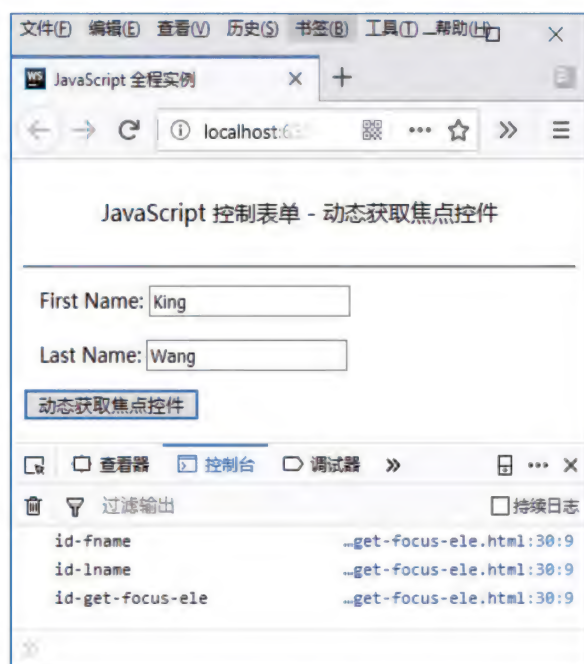 文件(F) 编辑(E) 查看(V) 历史(S) 书签(B) 工具(T) 帮助(H)
JavaScript 全程实例
localhost:63
JavaScript 控制表单 - 动态获取焦点控件
First Name: King
Last Name: Wang
动态获取焦点控件
查看器 控制台 调试器
过滤输出 持续日志
id-fname …get-focus-ele.html:30:9
id-lname …get-focus-ele.html:30:9
id-get-focus-ele …get-focus-ele.html:30:9